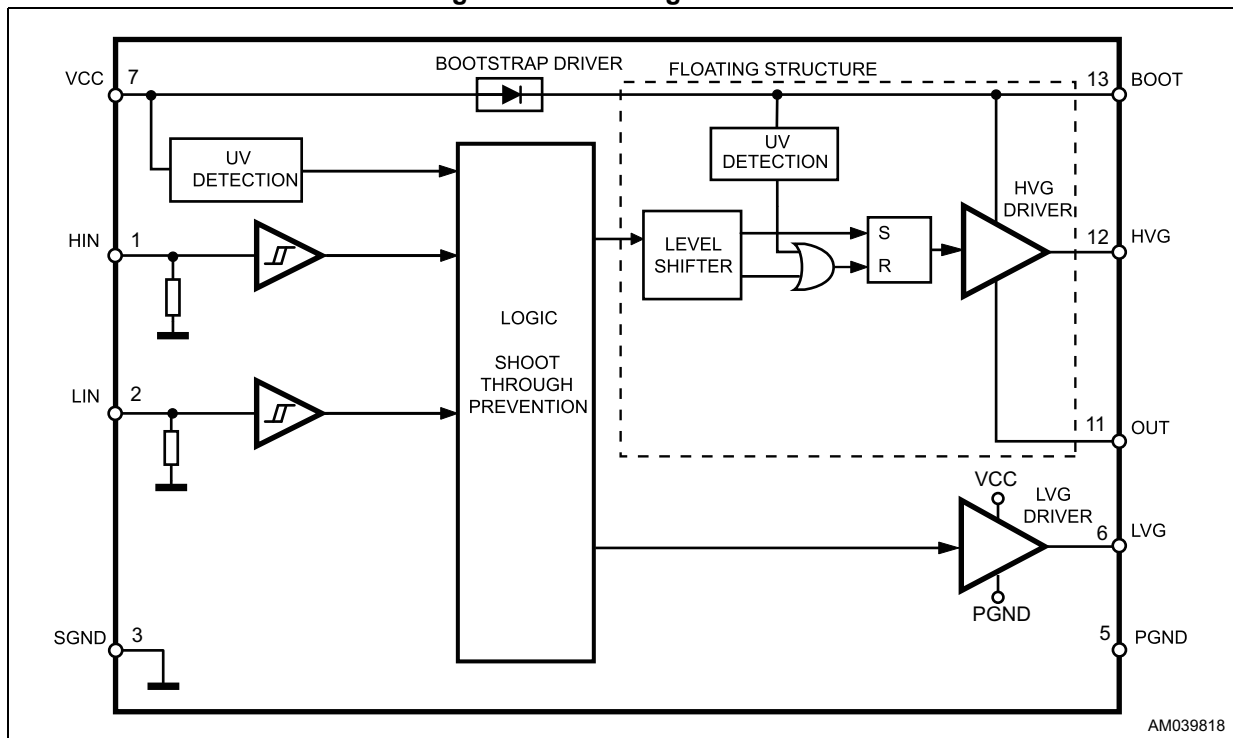 VCC
7
BOOTSTRAP DRIVER
FLOATING STRUCTURE
13
BOOT
UV
DETECTION
UV
DETECTION
HIN
1
HVG
DRIVER
12
HVG
LEVEL
SHIFTER
S
R
LOGIC
SHOOT
THROUGH
PREVENTION
LIN
2
11
OUT
VCC
LVG
DRIVER
6
LVG
PGND
SGND
3
5
PGND
AM039818